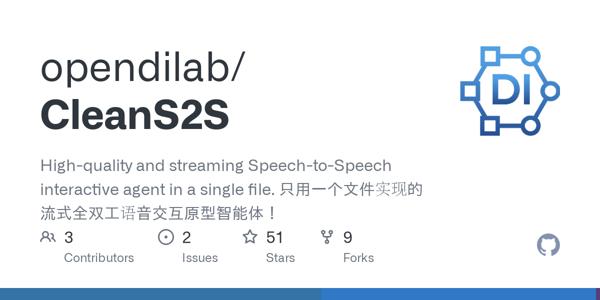 opendilab/
CleanS2S
DI
High-quality and streaming Speech-to-Speech
interactive agent in a single file. 只用一个文件实现的
流式全双工语音交互原型智能体！
3 2 51 9
Contributors Issues Stars Forks